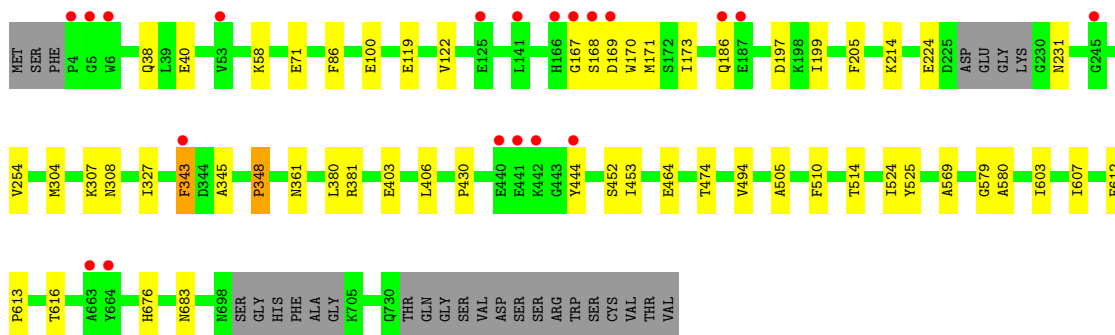 MET SER PHE P4 G5 W6 Q38 L39 E40 V53 K58 E71 F86 E100 E119 V122 E125 L141 H166 G167 S168 D169 W170 M171 S172 I173 Q186 E187 D197 K198 I199 F205 K214 E224 D225 ASP GLU GLY LYS G230 N231 G245
V254 M304 K307 N308 I327 F343 D344 A345 P348 N361 L380 R381 E403 L406 P430 E440 E441 K442 G443 Y444 S452 I453 E464 T474 V494 A505 F510 T514 I524 Y525 A569 G579 A580 I603 I607
P613 T616 A663 Y664 H676 N683 N698 SER GLY HIS PHE ALA GLY K705 Q730 THR GLN GLY SER VAL ASP SER SER ARG TRP SER CYS VAL THR VAL